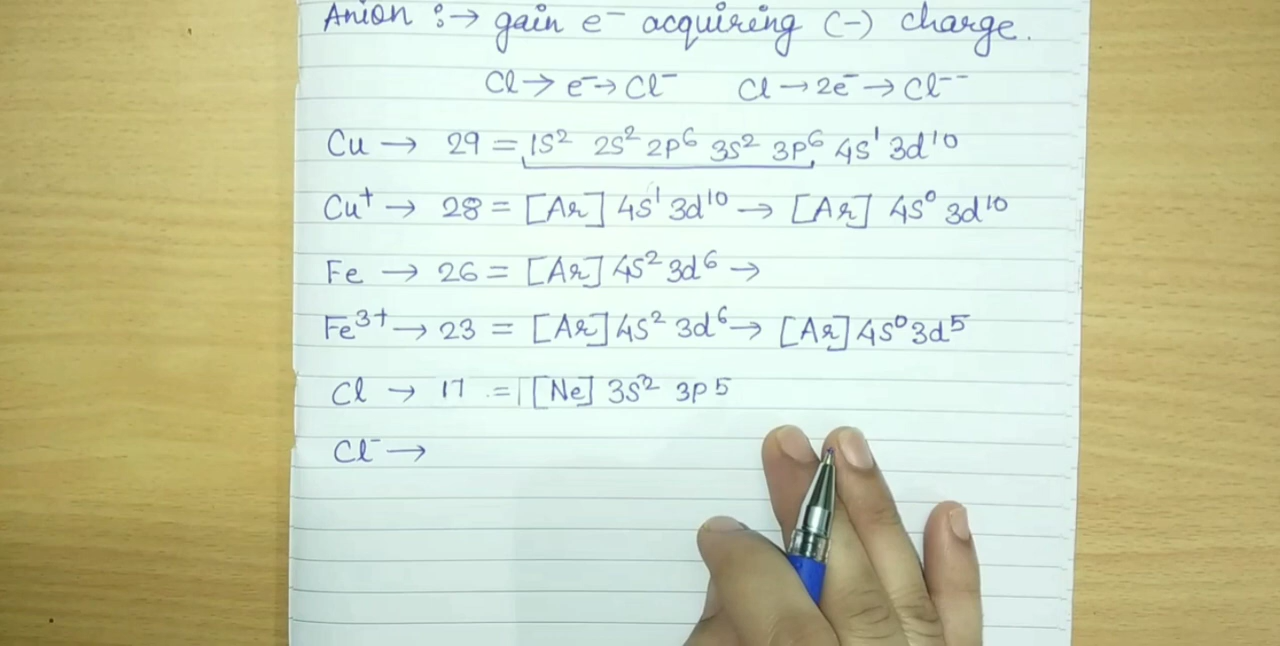 Anion :→ gain e⁻ acquiring (-) charge.
Cl → e⁻ → Cl⁻ Cl → 2e⁻ → Cl⁻⁻
Cu → 29 = 1S² 2S² 2P⁶ 3S² 3P⁶ 4S¹ 3d¹⁰
Cu⁺ → 28 = [Ar] 4S¹ 3d¹⁰ → [Ar] 4S⁰ 3d¹⁰
Fe → 26 = [Ar] 4S² 3d⁶ →
Fe³⁺ → 23 = [Ar] 4S² 3d⁶ → [Ar] 4S⁰ 3d⁵
Cl → 17 = [Ne] 3S² 3P5
Cl⁻ →